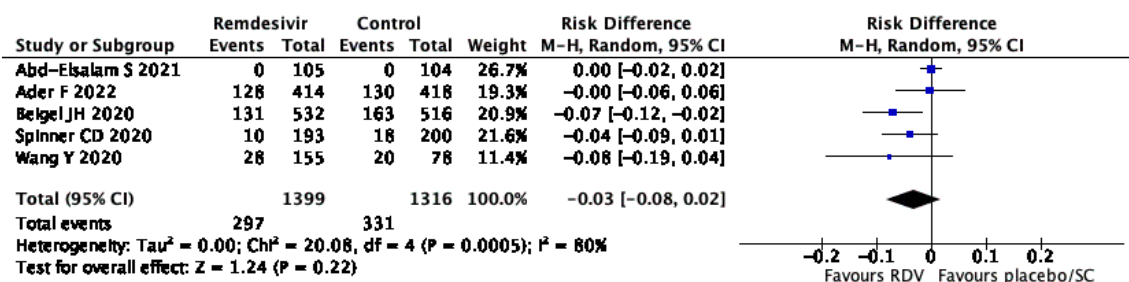 Remdesivir Control Risk Difference Risk Difference
Study or Subgroup Events Total Events Total Weight M-H, Random, 95% CI M-H, Random, 95% CI
Abd-Elsalam S 2021 0 105 0 104 26.7% 0.00 [-0.02, 0.02]
Ader F 2022 128 414 130 418 19.3% -0.00 [-0.06, 0.06]
Beigel JH 2020 131 532 163 516 20.9% -0.07 [-0.12, -0.02]
Spinner CD 2020 10 193 18 200 21.6% -0.04 [-0.09, 0.01]
Wang Y 2020 28 155 20 78 11.4% -0.08 [-0.19, 0.04]
Total (95% CI) 1399 1316 100.0% -0.03 [-0.08, 0.02]
Total events 297 331
Heterogeneity: Tau² = 0.00; Chi² = 20.08, df = 4 (P = 0.0005); I² = 80%
Test for overall effect: Z = 1.24 (P = 0.22)
-0.2 -0.1 0 0.1 0.2
Favours RDV Favours placebo/SC